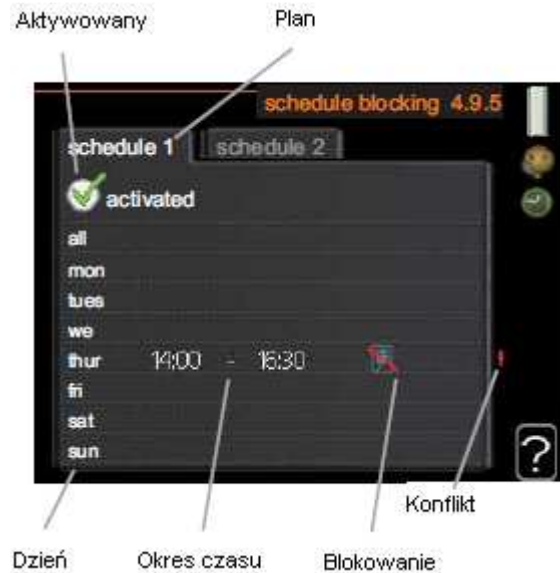 Aktywowany Plan
schedule blocking 4.9.5
schedule 1 schedule 2
activated
all
mon
tues
we
thur 14:00 - 16:30 !
fri
sat
sun
?
Konflikt
Dzień Okres czasu Blokowanie